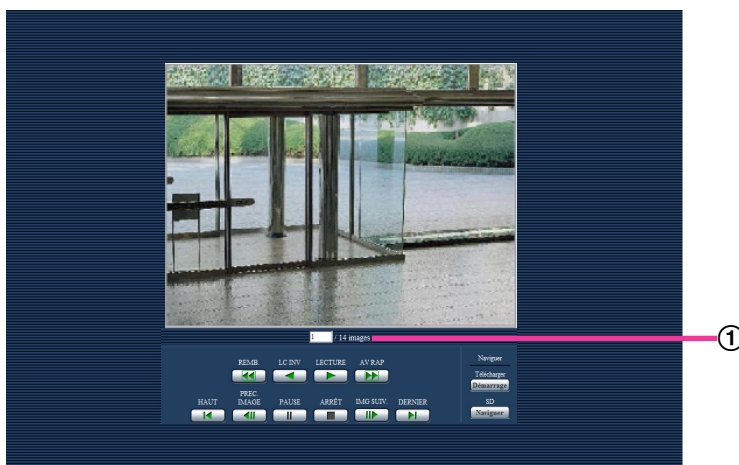 1 / 14 images
①
REMB. LC INV LECTURE AV RAP
Naviguer
Télécharger
Démarrage
HAUT PREC. IMAGE PAUSE ARRÊT IMG SUIV. DERNIER
SD
Naviguer